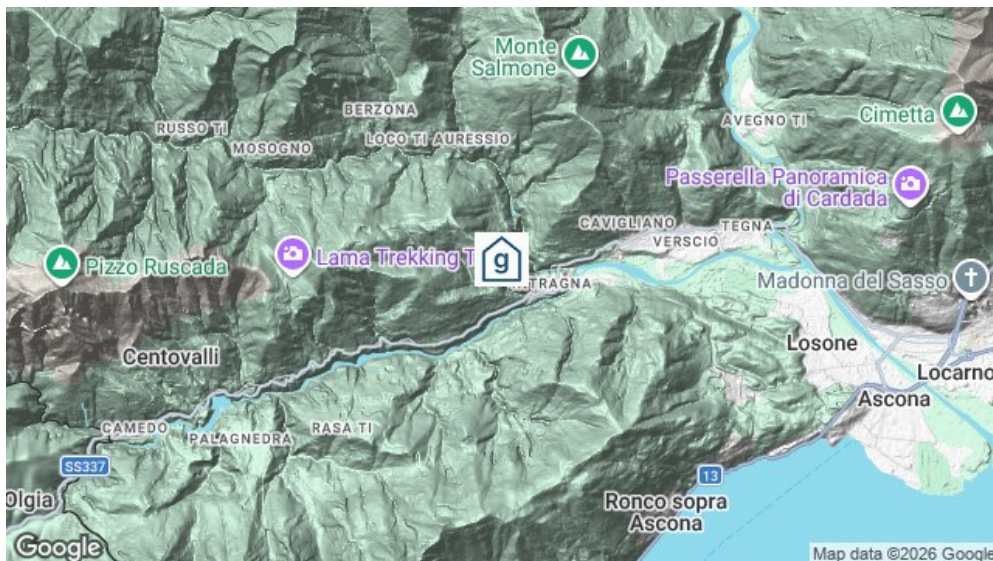 Monte
Salmone
Cimetta
BERZONA
RUSSO TI
AVEGNO TI
MOSOGNO
LOCO TI AURESSIO
Passerella Panoramica
di Cardada
CAVIGLIANO
TEGNA
VERSCIO
Pizzo Ruscada
Lama Trekking T
g
TRAGNA
Madonna del Sasso
Centovalli
Losone
Locarno
Ascona
CAMEDO
PALAGNEDRA
RASA TI
SS337
13
Olgia
Ronco sopra
Ascona
Google
Map data ©2026 Google